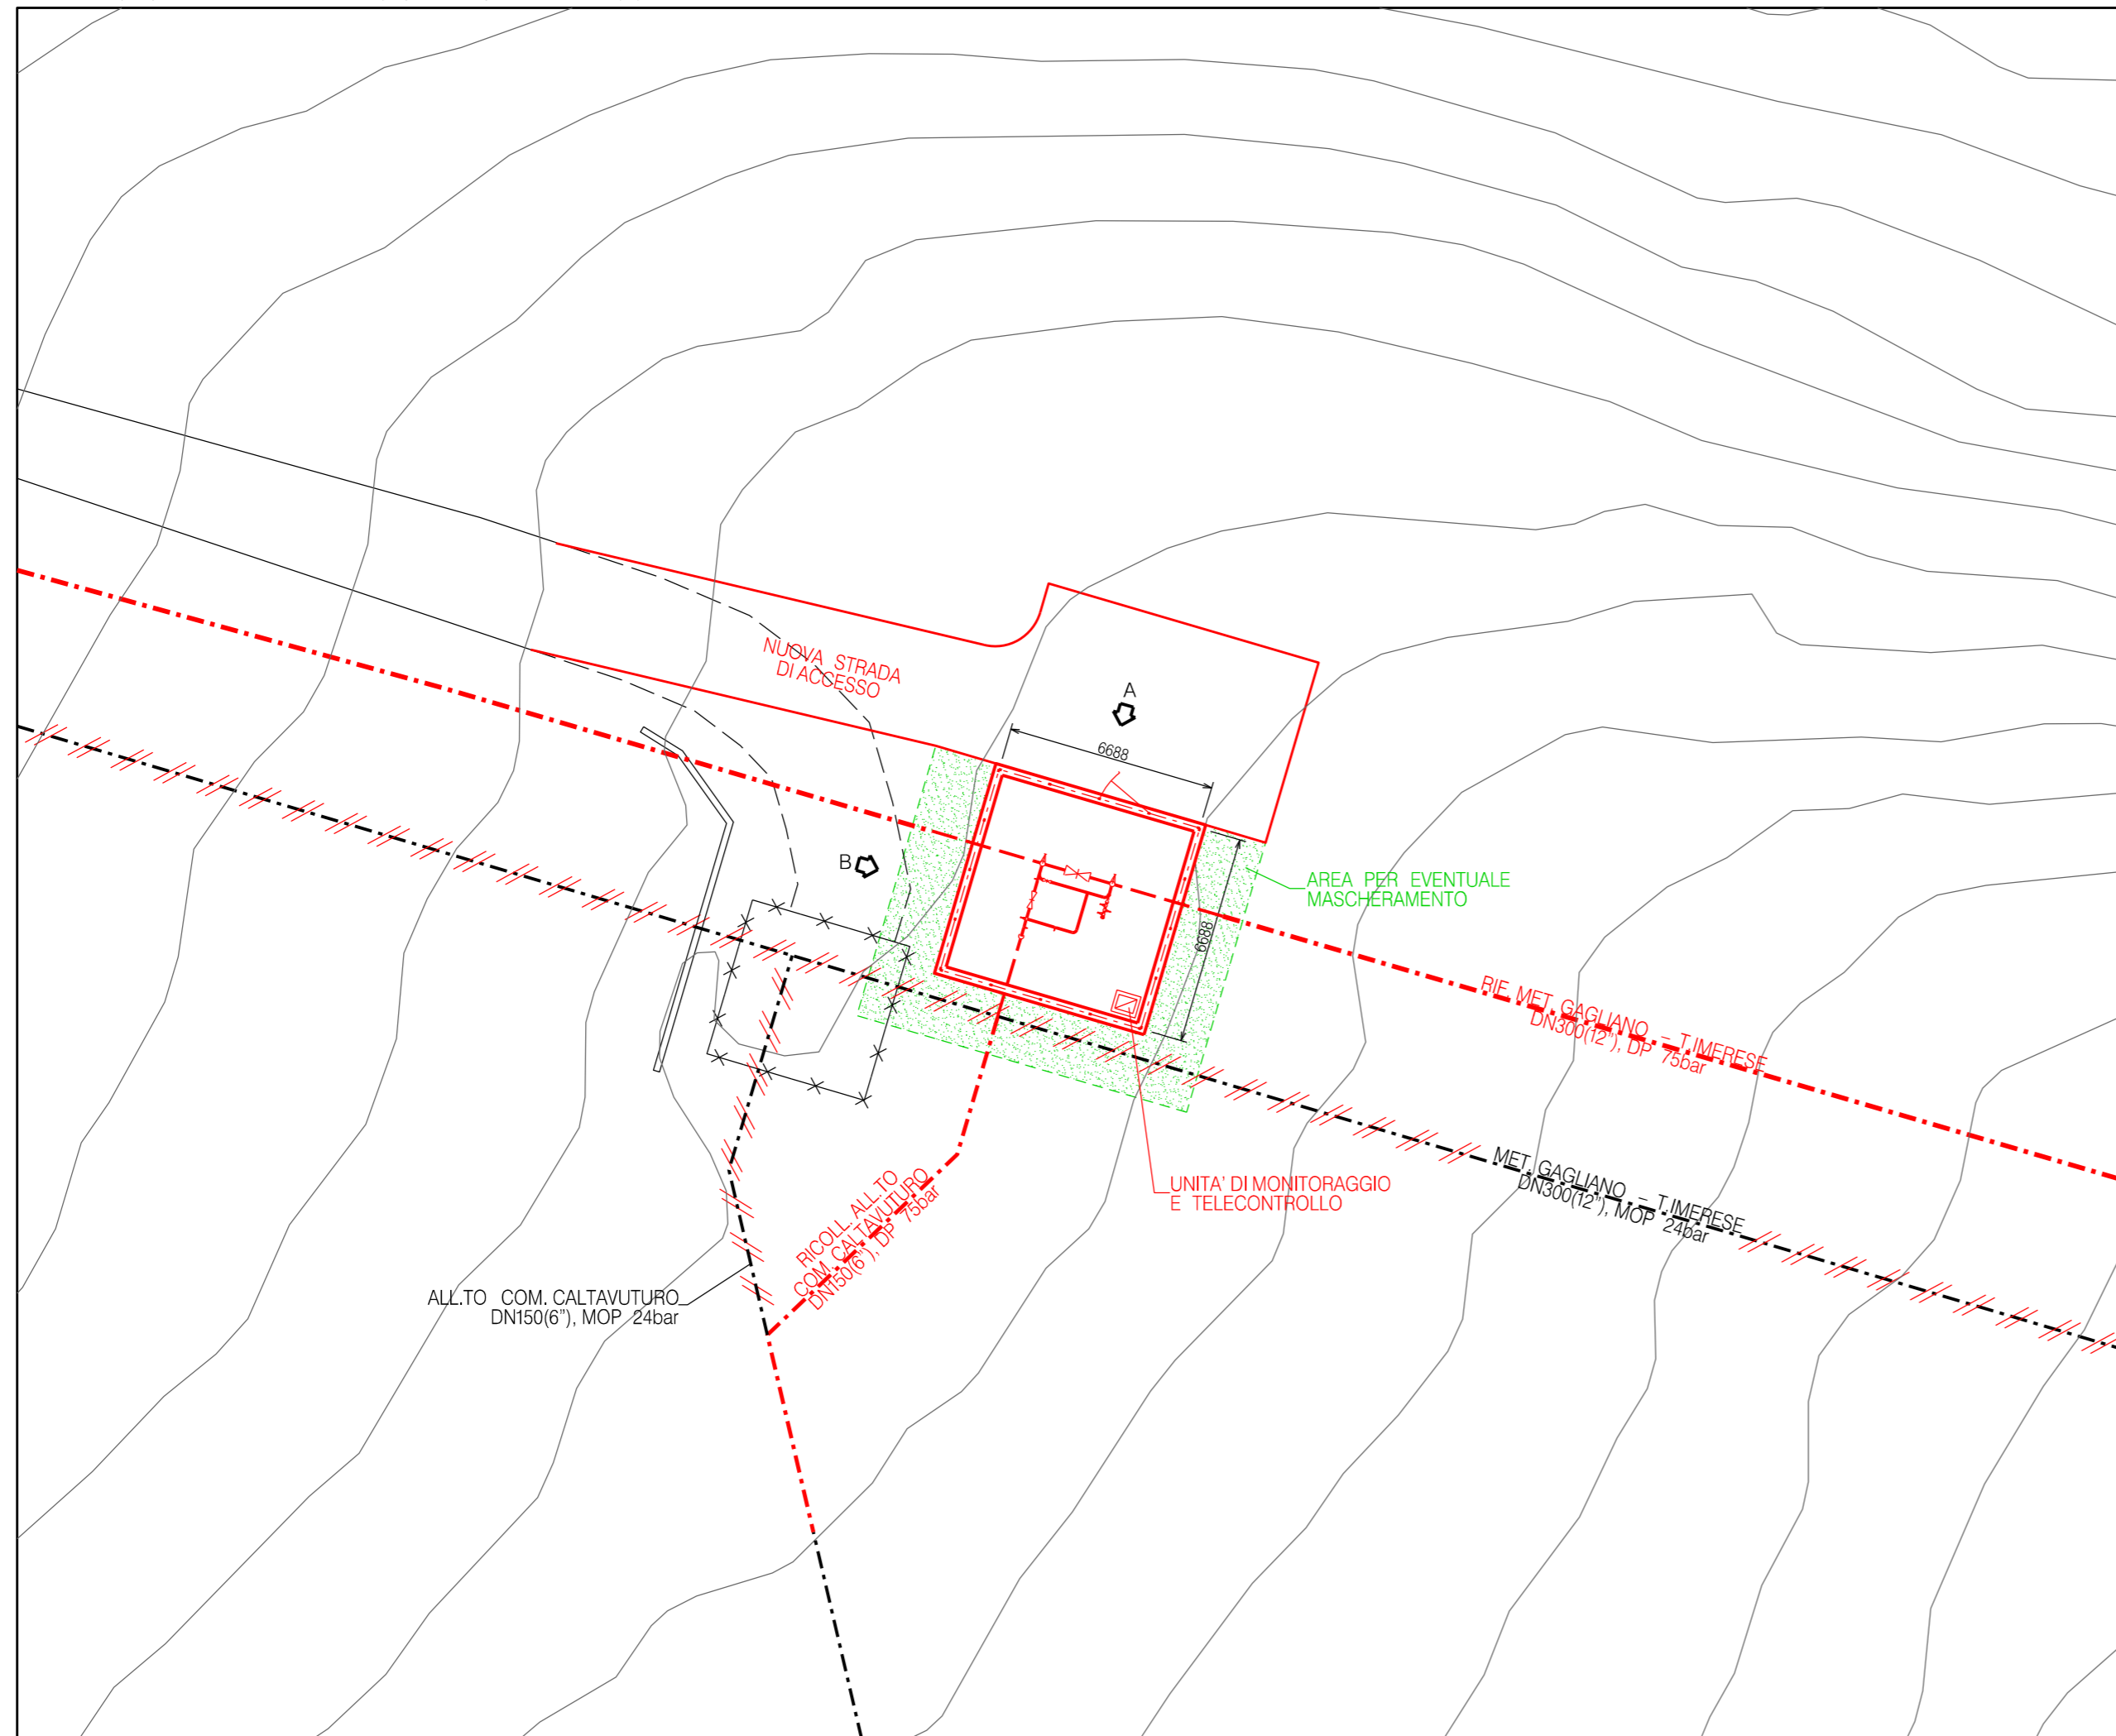 NUOVA STRADA
DI ACCESSO
A
6688
B
6688
AREA PER EVENTUALE
MASCHERAMENTO
RIF. MET. GAGLIANO - T.IMERESE
DN300(12"), DP 75bar
MET. GAGLIANO - T.IMERESE
DN300(12"), MOP 24bar
UNITA' DI MONITORAGGIO
E TELECONTROLLO
RICOLL. ALL.TO
COM. CALTAVUTURO
DN150(6"), DP 75bar
ALL.TO COM. CALTAVUTURO
DN150(6"), MOP 24bar